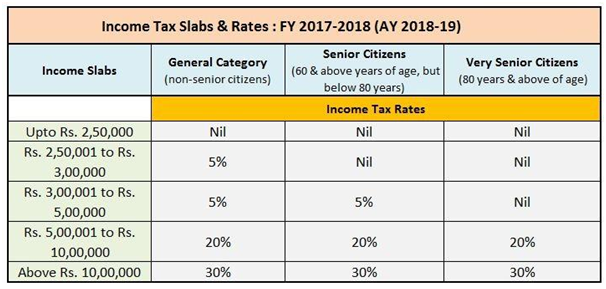 Income Tax Slabs & Rates : FY 2017-2018 (AY 2018-19)
Income Slabs
General Category
(non-senior citizens)
Senior Citizens
(60 & above years of age, but
below 80 years)
Very Senior Citizens
(80 years & above of age)
Income Tax Rates
Upto Rs. 2,50,000 Nil Nil Nil
Rs. 2,50,001 to Rs.
3,00,000
5% Nil Nil
Rs. 3,00,001 to Rs.
5,00,000
5% 5% Nil
Rs. 5,00,001 to Rs.
10,00,000
20% 20% 20%
Above Rs. 10,00,000 30% 30% 30%